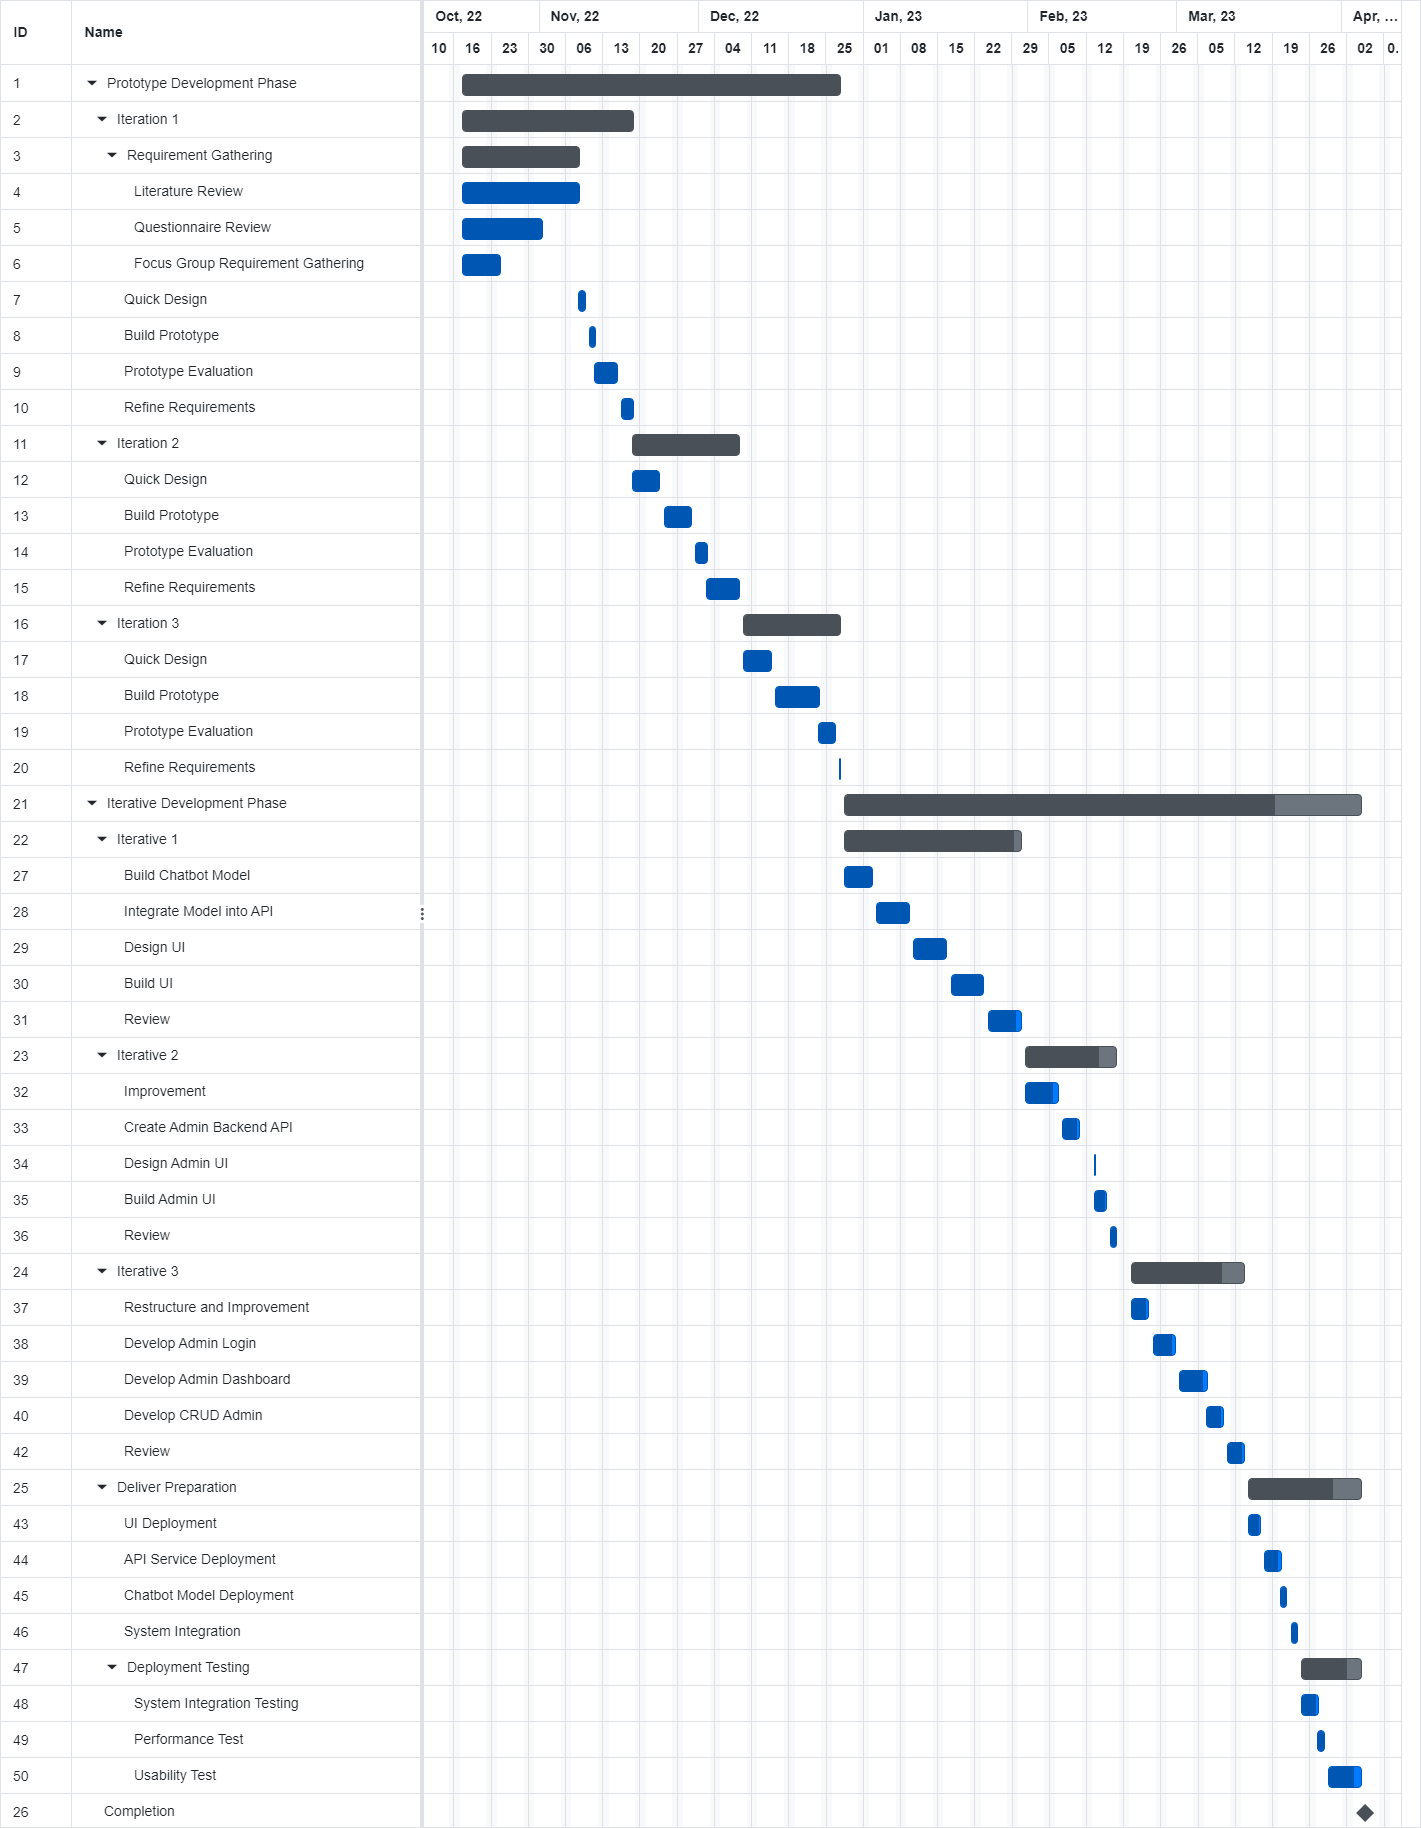 ID Name Oct, 22 Nov, 22 Dec, 22 Jan, 23 Feb, 23 Mar, 23 Apr, ...
10 16 23 30 06 13 20 27 04 11 18 25 01 08 15 22 29 05 12 19 26 05 12 19 26 02 0.
1 Prototype Development Phase
2 Iteration 1
3 Requirement Gathering
4 Literature Review
5 Questionnaire Review
6 Focus Group Requirement Gathering
7 Quick Design
8 Build Prototype
9 Prototype Evaluation
10 Refine Requirements
11 Iteration 2
12 Quick Design
13 Build Prototype
14 Prototype Evaluation
15 Refine Requirements
16 Iteration 3
17 Quick Design
18 Build Prototype
19 Prototype Evaluation
20 Refine Requirements
21 Iterative Development Phase
22 Iterative 1
27 Build Chatbot Model
28 Integrate Model into API
29 Design UI
30 Build UI
31 Review
23 Iterative 2
32 Improvement
33 Create Admin Backend API
34 Design Admin UI
35 Build Admin UI
36 Review
24 Iterative 3
37 Restructure and Improvement
38 Develop Admin Login
39 Develop Admin Dashboard
40 Develop CRUD Admin
42 Review
25 Deliver Preparation
43 UI Deployment
44 API Service Deployment
45 Chatbot Model Deployment
46 System Integration
47 Deployment Testing
48 System Integration Testing
49 Performance Test
50 Usability Test
26 Completion